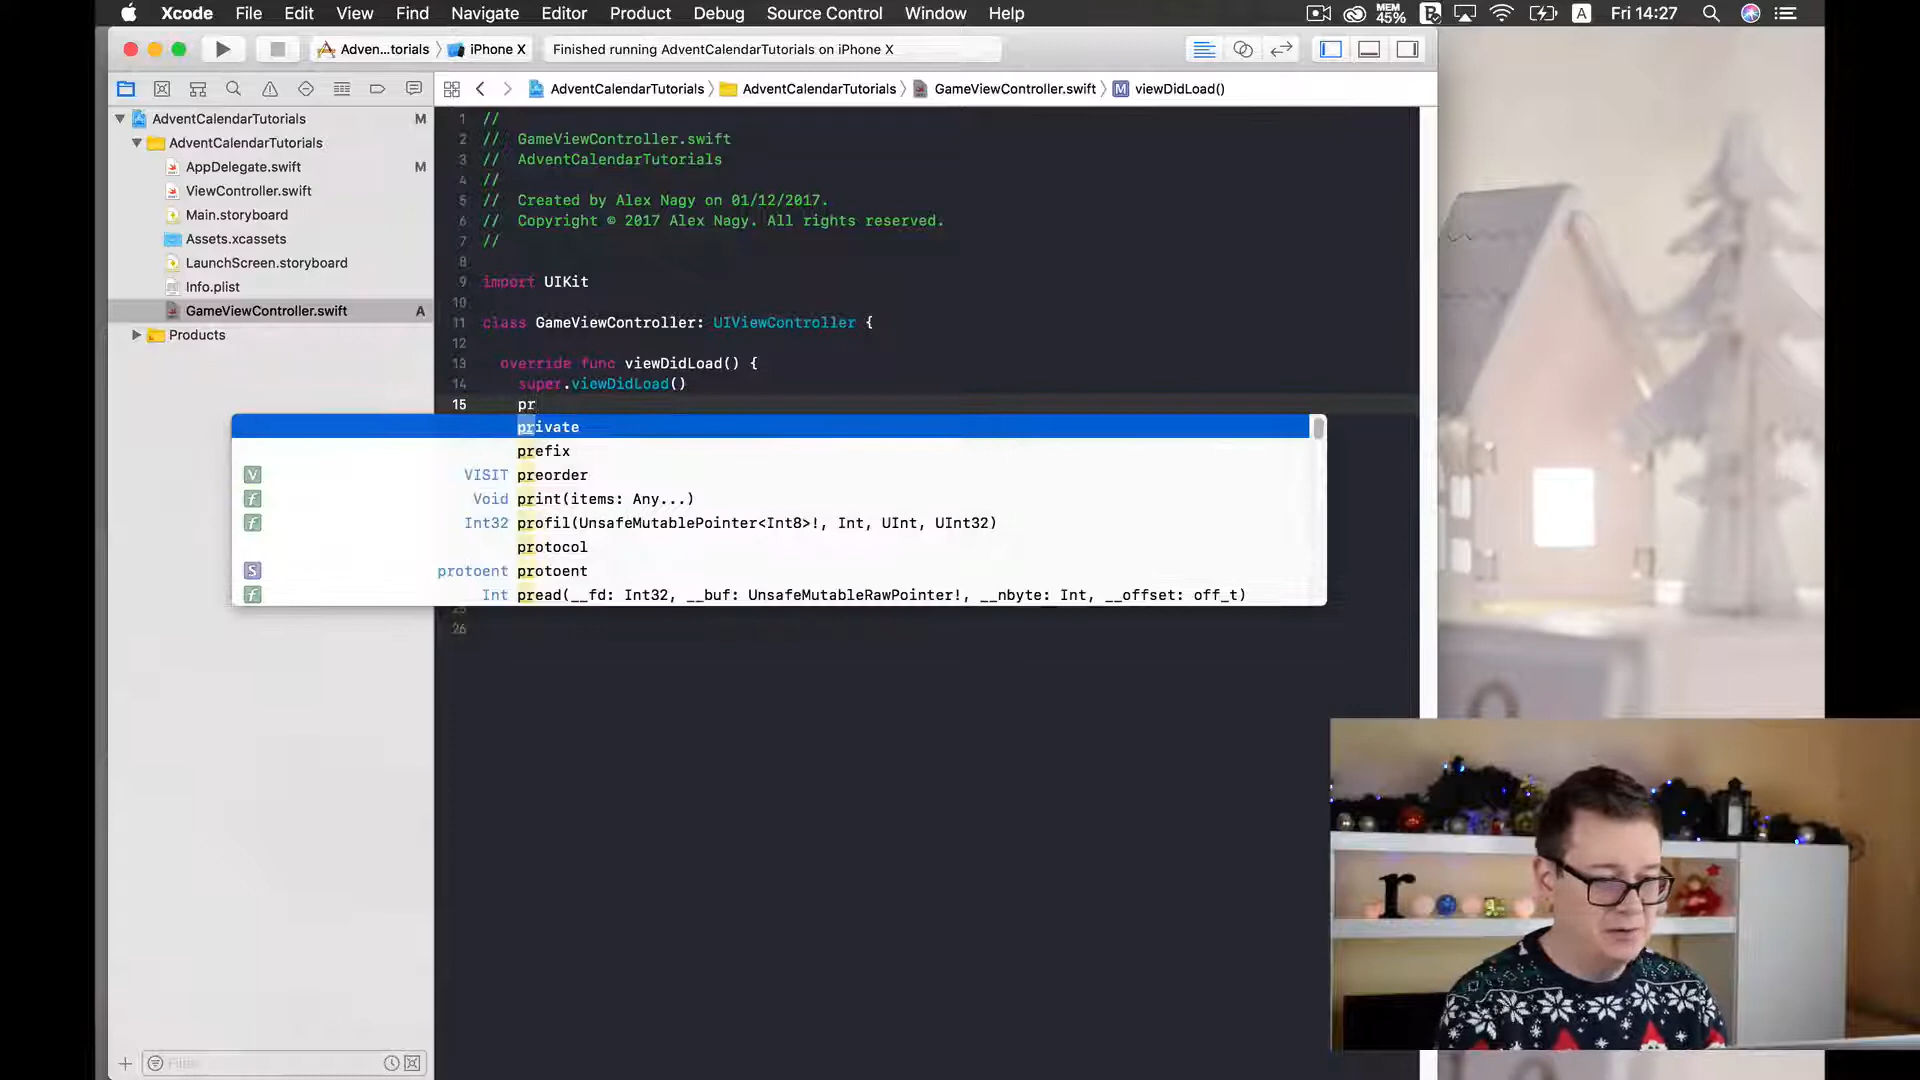 Xcode File Edit View Find Navigate Editor Product Debug Source Control Window Help MEM 45% A Fri 14:27
Adven...torials iPhone X Finished running AdventCalendarTutorials on iPhone X
AdventCalendarTutorials AdventCalendarTutorials GameViewController.swift M viewDidLoad()
AdventCalendarTutorials M
AdventCalendarTutorials
AppDelegate.swift M
ViewController.swift
Main.storyboard
Assets.xcassets
LaunchScreen.storyboard
Info.plist
GameViewController.swift A
Products
Filter
1 //
2 // GameViewController.swift
3 // AdventCalendarTutorials
4 //
5 // Created by Alex Nagy on 01/12/2017.
6 // Copyright © 2017 Alex Nagy. All rights reserved.
7 //
8
9 import UIKit
10
11 class GameViewController: UIViewController {
12
13 override func viewDidLoad() {
14 super.viewDidLoad()
15 pr
private
prefix
V VISIT preorder
f Void print(items: Any...)
f Int32 profil(UnsafeMutablePointer<Int8>!, Int, UInt, UInt32)
protocol
S protoent protoent
f Int pread(__fd: Int32, __buf: UnsafeMutableRawPointer!, __nbyte: Int, __offset: off_t)
25
26
r